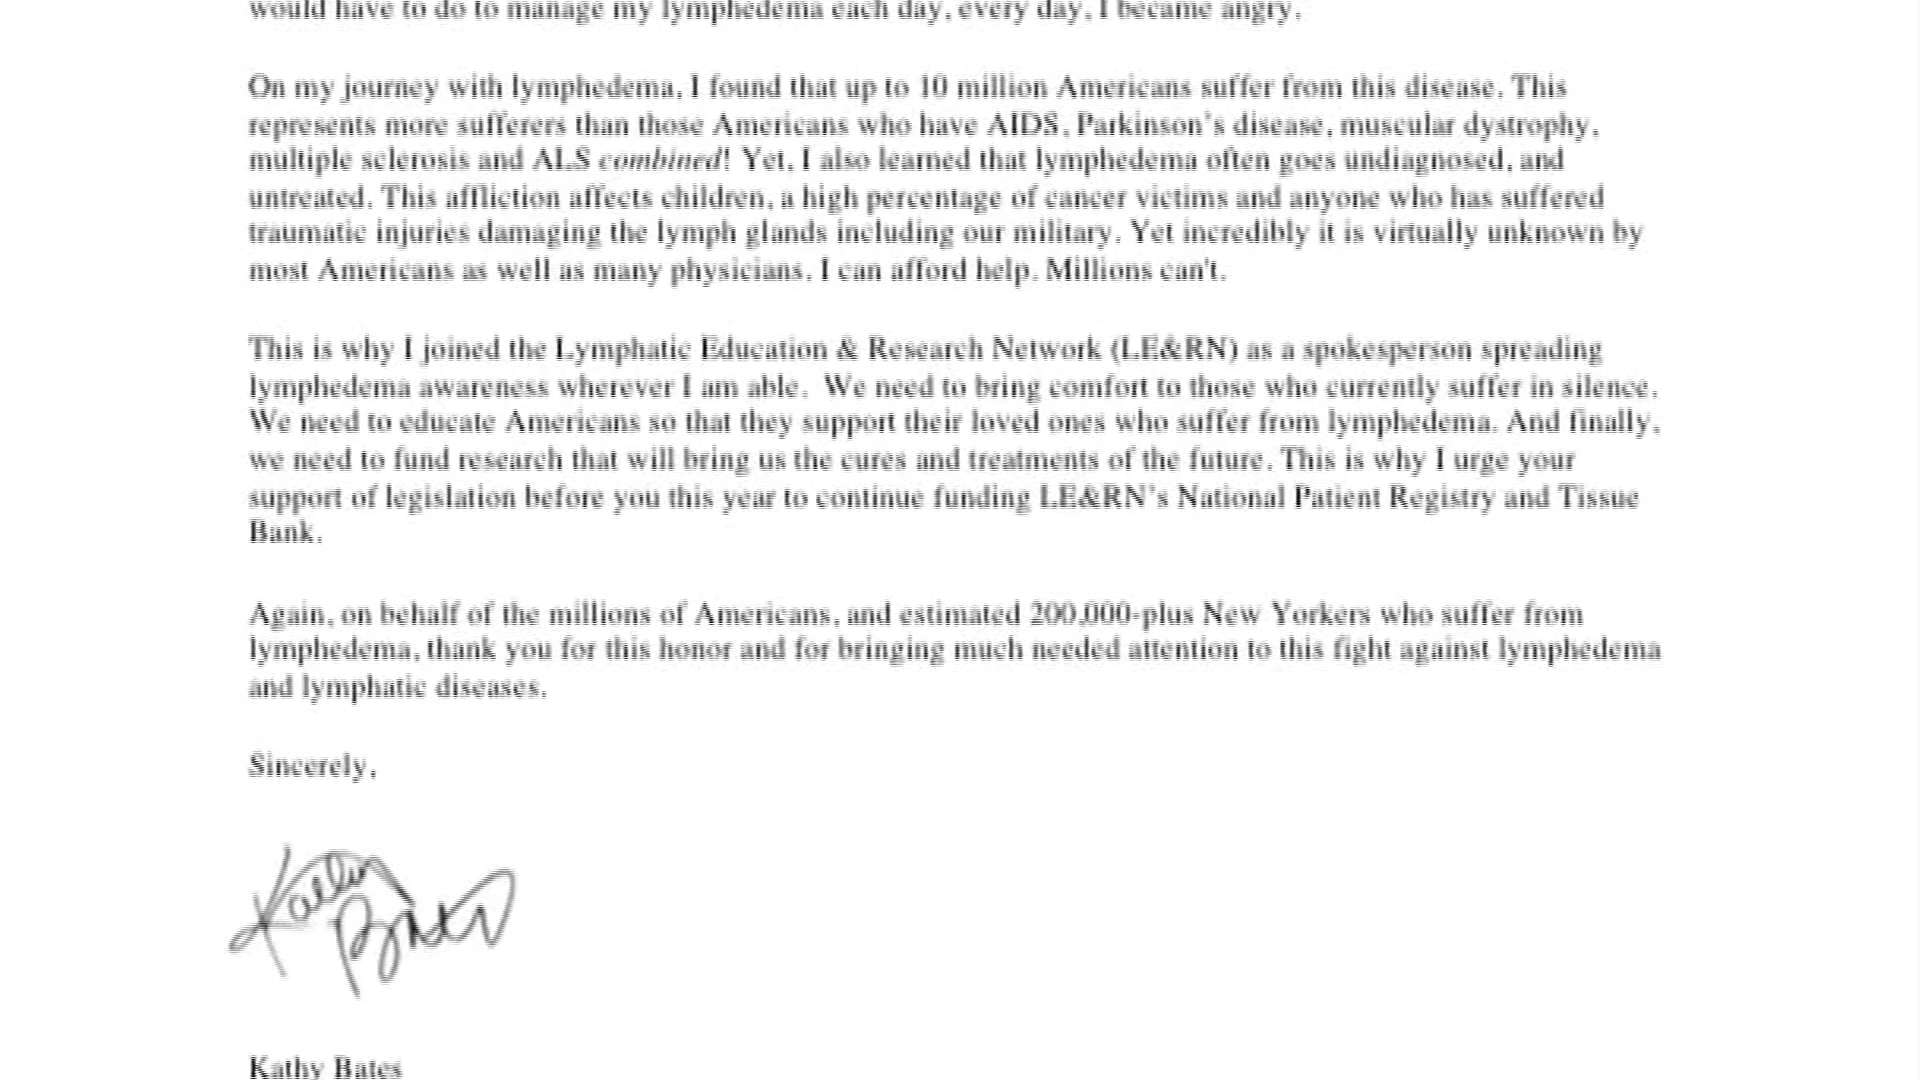 would have to do to manage my lymphedema each day, every day, I became angry.
On my journey with lymphedema, I found that up to 10 million Americans suffer from this disease. This
represents more sufferers than those Americans who have AIDS, Parkinson's disease, muscular dystrophy,
multiple sclerosis and ALS combined! Yet, I also learned that lymphedema often goes undiagnosed, and
untreated. This affliction affects children, a high percentage of cancer victims and anyone who has suffered
traumatic injuries damaging the lymph glands including our military. Yet incredibly it is virtually unknown by
most Americans as well as many physicians. I can afford help. Millions can't.
This is why I joined the Lymphatic Education & Research Network (LE&RN) as a spokesperson spreading
lymphedema awareness wherever I am able.  We need to bring comfort to those who currently suffer in silence.
We need to educate Americans so that they support their loved ones who suffer from lymphedema. And finally,
we need to fund research that will bring us the cures and treatments of the future. This is why I urge your
support of legislation before you this year to continue funding LE&RN's National Patient Registry and Tissue
Bank.
Again, on behalf of the millions of Americans, and estimated 200,000-plus New Yorkers who suffer from
lymphedema, thank you for this honor and for bringing much needed attention to this fight against lymphedema
and lymphatic diseases.
Sincerely,
Kathy
Bates
Kathy Bates